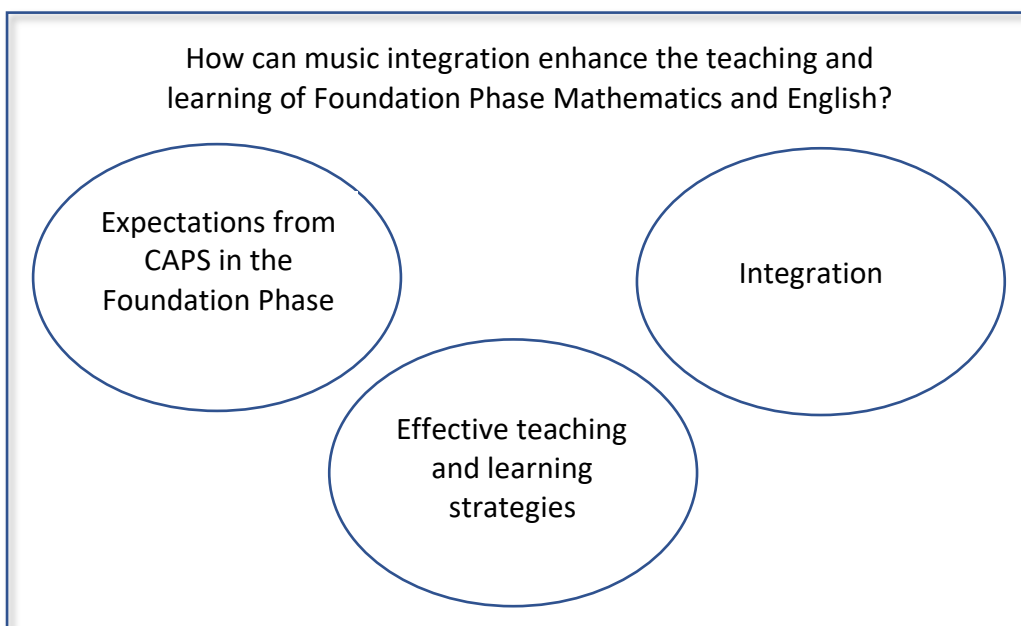 How can music integration enhance the teaching and
learning of Foundation Phase Mathematics and English?
Expectations from
CAPS in the
Foundation Phase
Integration
Effective teaching
and learning
strategies